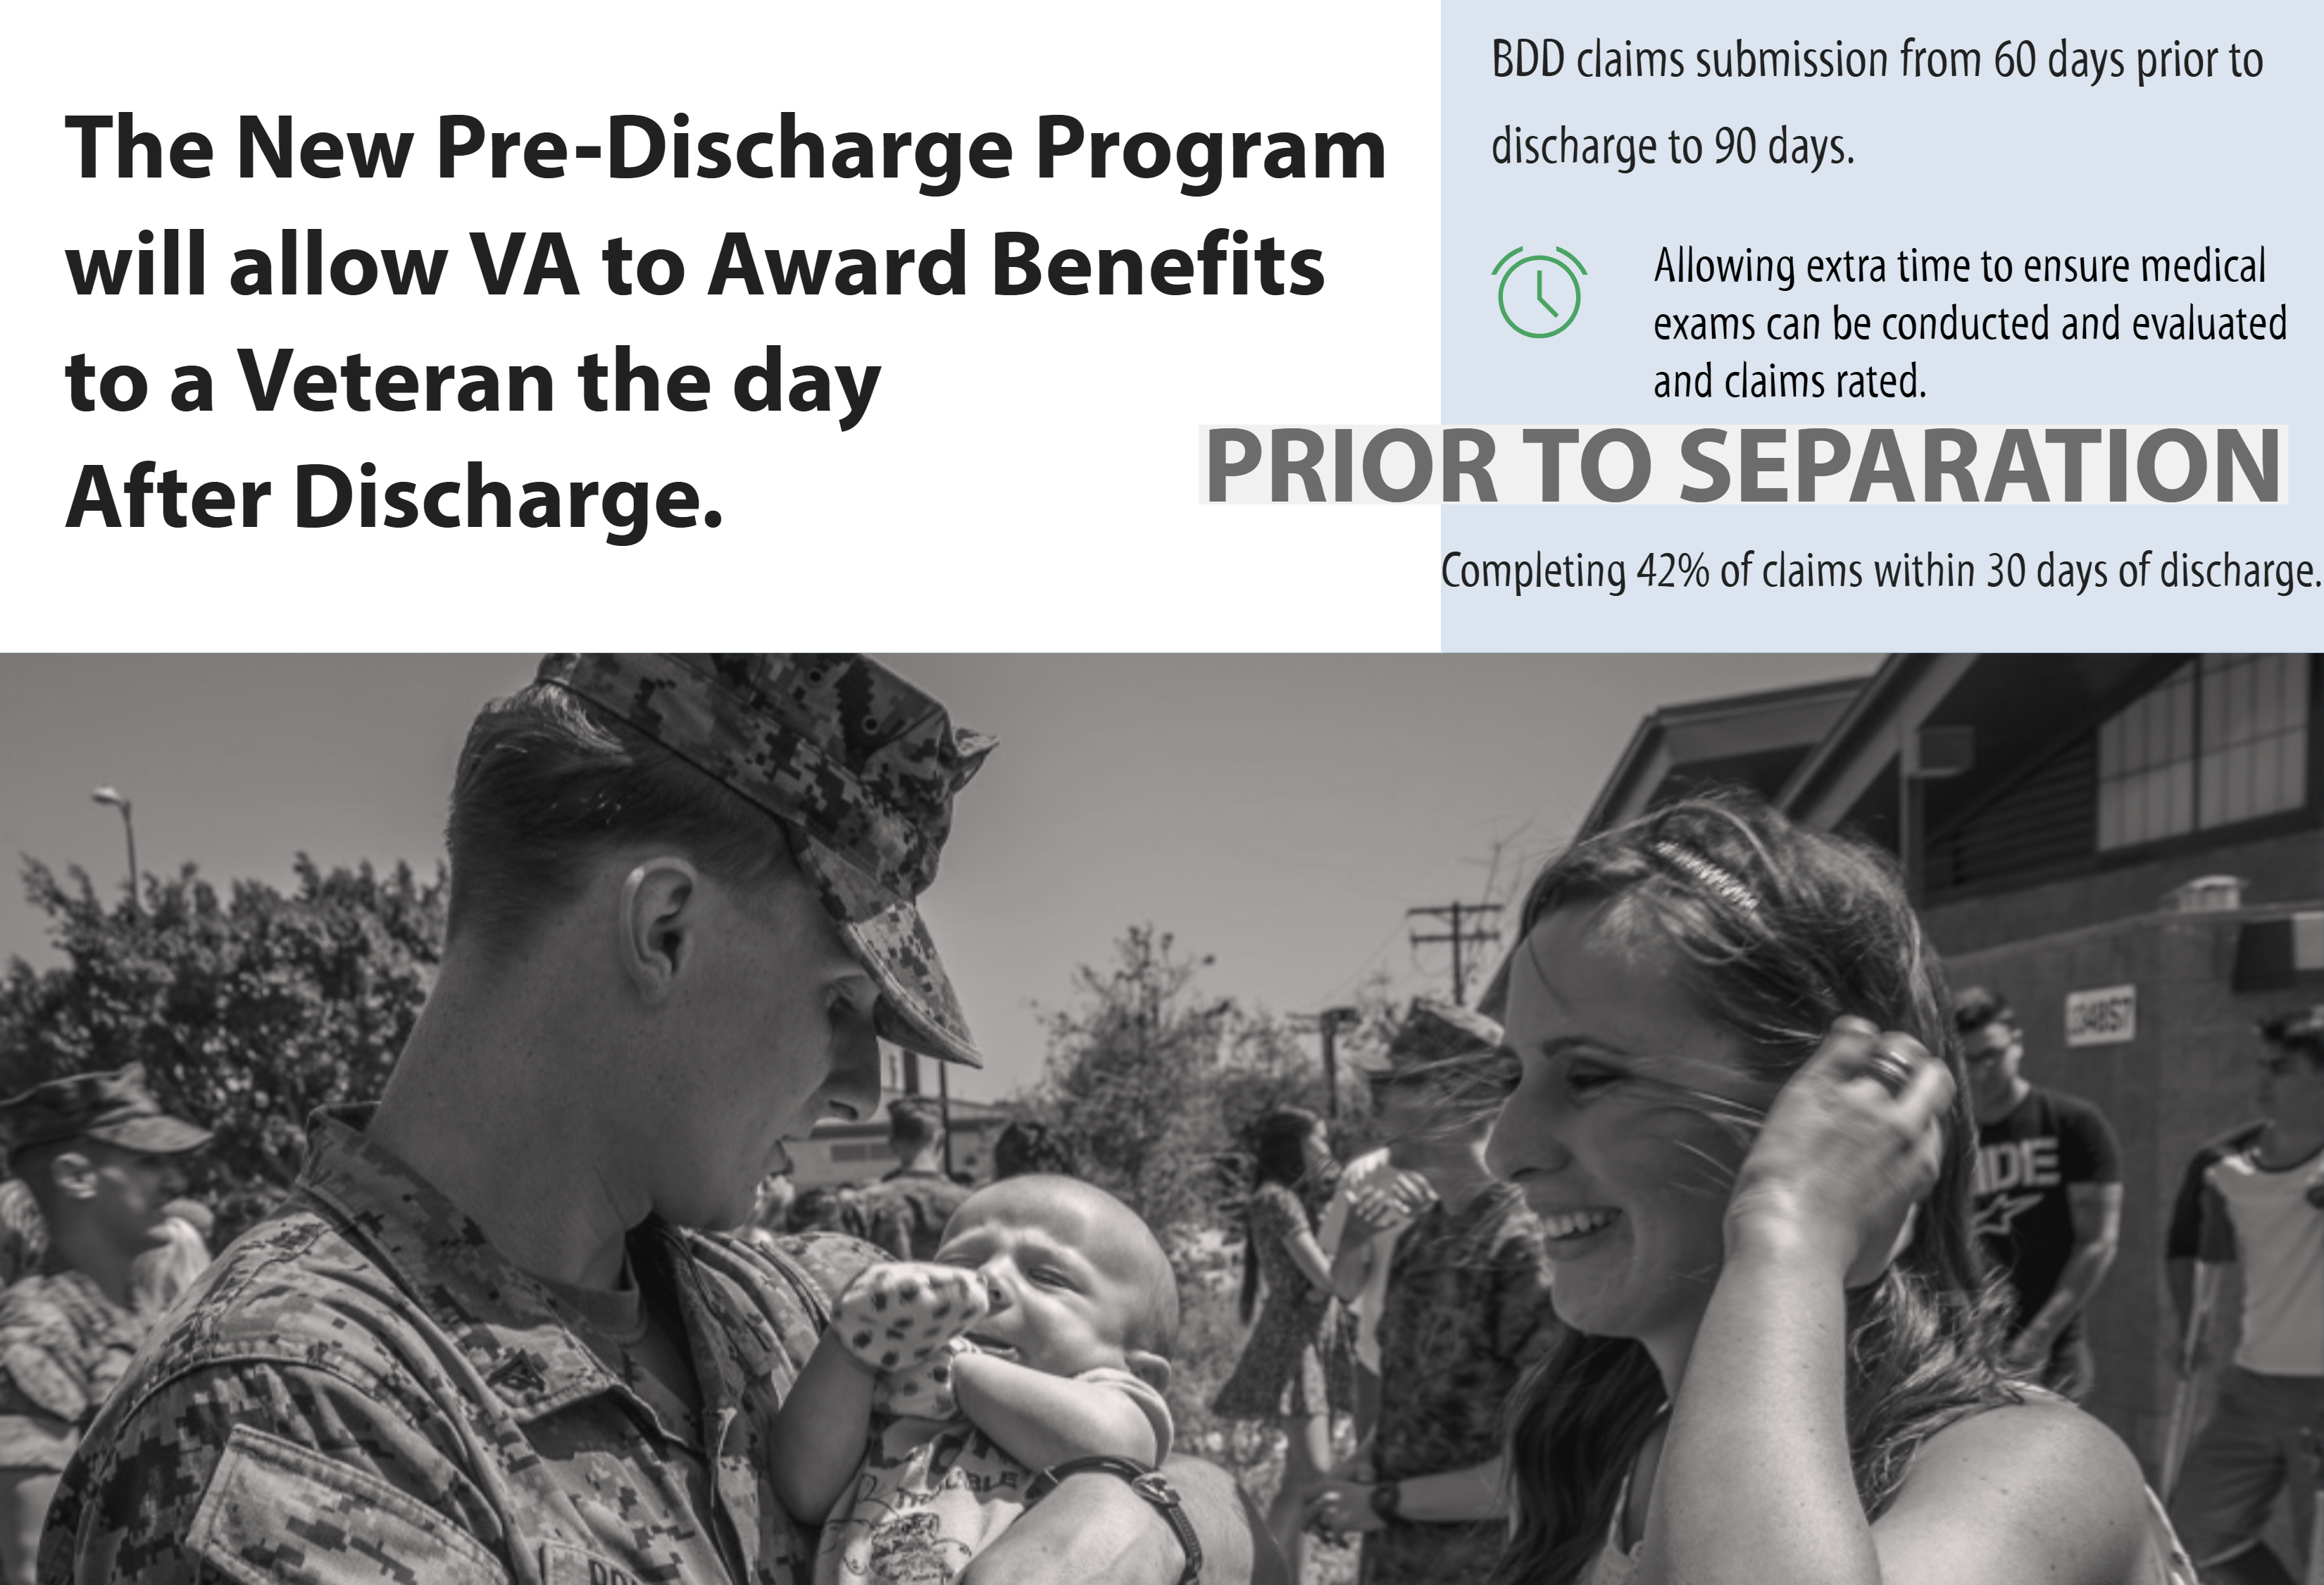 The New Pre-Discharge Program
will allow VA to Award Benefits
to a Veteran the day
After Discharge.
BDD claims submission from 60 days prior to
discharge to 90 days.
Allowing extra time to ensure medical
exams can be conducted and evaluated
and claims rated.
PRIOR TO SEPARATION
Completing 42% of claims within 30 days of discharge.